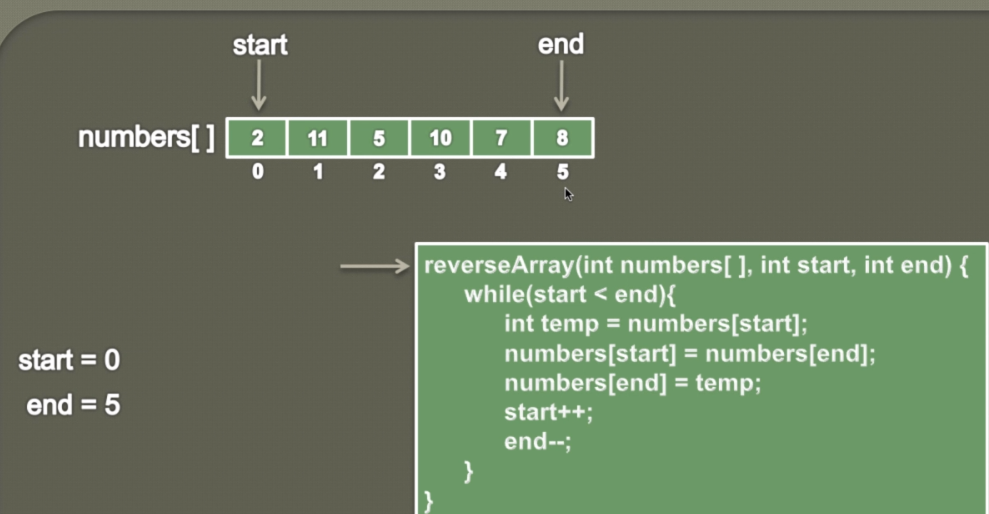 start end
numbers[ ] 2 11 5 10 7 8
0 1 2 3 4 5
reverseArray(int numbers[ ], int start, int end) {
while(start < end){
int temp = numbers[start];
numbers[start] = numbers[end];
numbers[end] = temp;
start++;
end--;
}
}
start = 0
end = 5